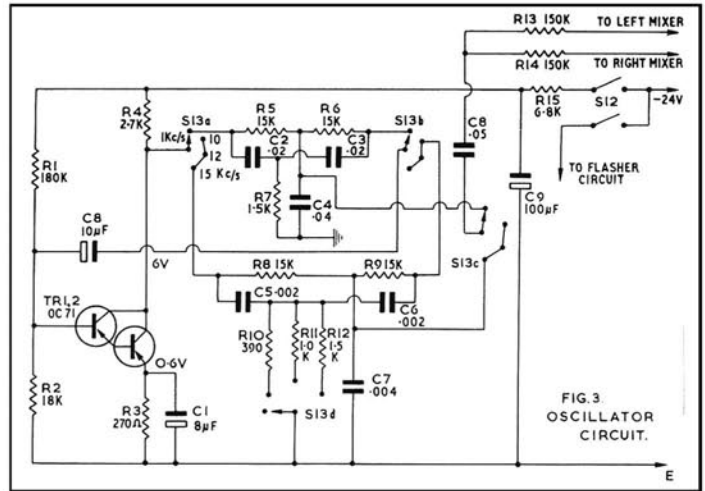 R13 150K
TO LEFT MIXER
R14 150K
TO RIGHT MIXER
R15
6·8K
S12
-24V
TO FLASHER
CIRCUIT
R4
2·7K
S13a
1Kc/s
10
12
15 Kc/s
R5
15K
R6
15K
S13b
C2
·02
C3
·02
C8
·05
R1
180K
R7
1·5K
C4
·04
C9
100µF
C8
10µF
6V
S13c
R8 15K
R9 15K
C5 ·002
C6
·002
TR1,2
OC71
R10
390
R11
1·0
K
R12
1·5
K
0·6V
C7
·004
R2
18K
R3
270Ω
C1
8µF
S13d
FIG.3.
OSCILLATOR
CIRCUIT.
E